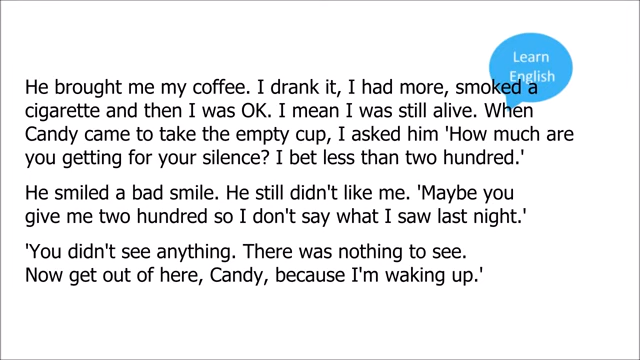 Learn
English
He brought me my coffee. I drank it, I had more, smoked a
cigarette and then I was OK. I mean I was still alive. When
Candy came to take the empty cup, I asked him 'How much are
you getting for your silence? I bet less than two hundred.'
He smiled a bad smile. He still didn't like me. 'Maybe you
give me two hundred so I don't say what I saw last night.'
'You didn't see anything. There was nothing to see.
Now get out of here, Candy, because I'm waking up.'